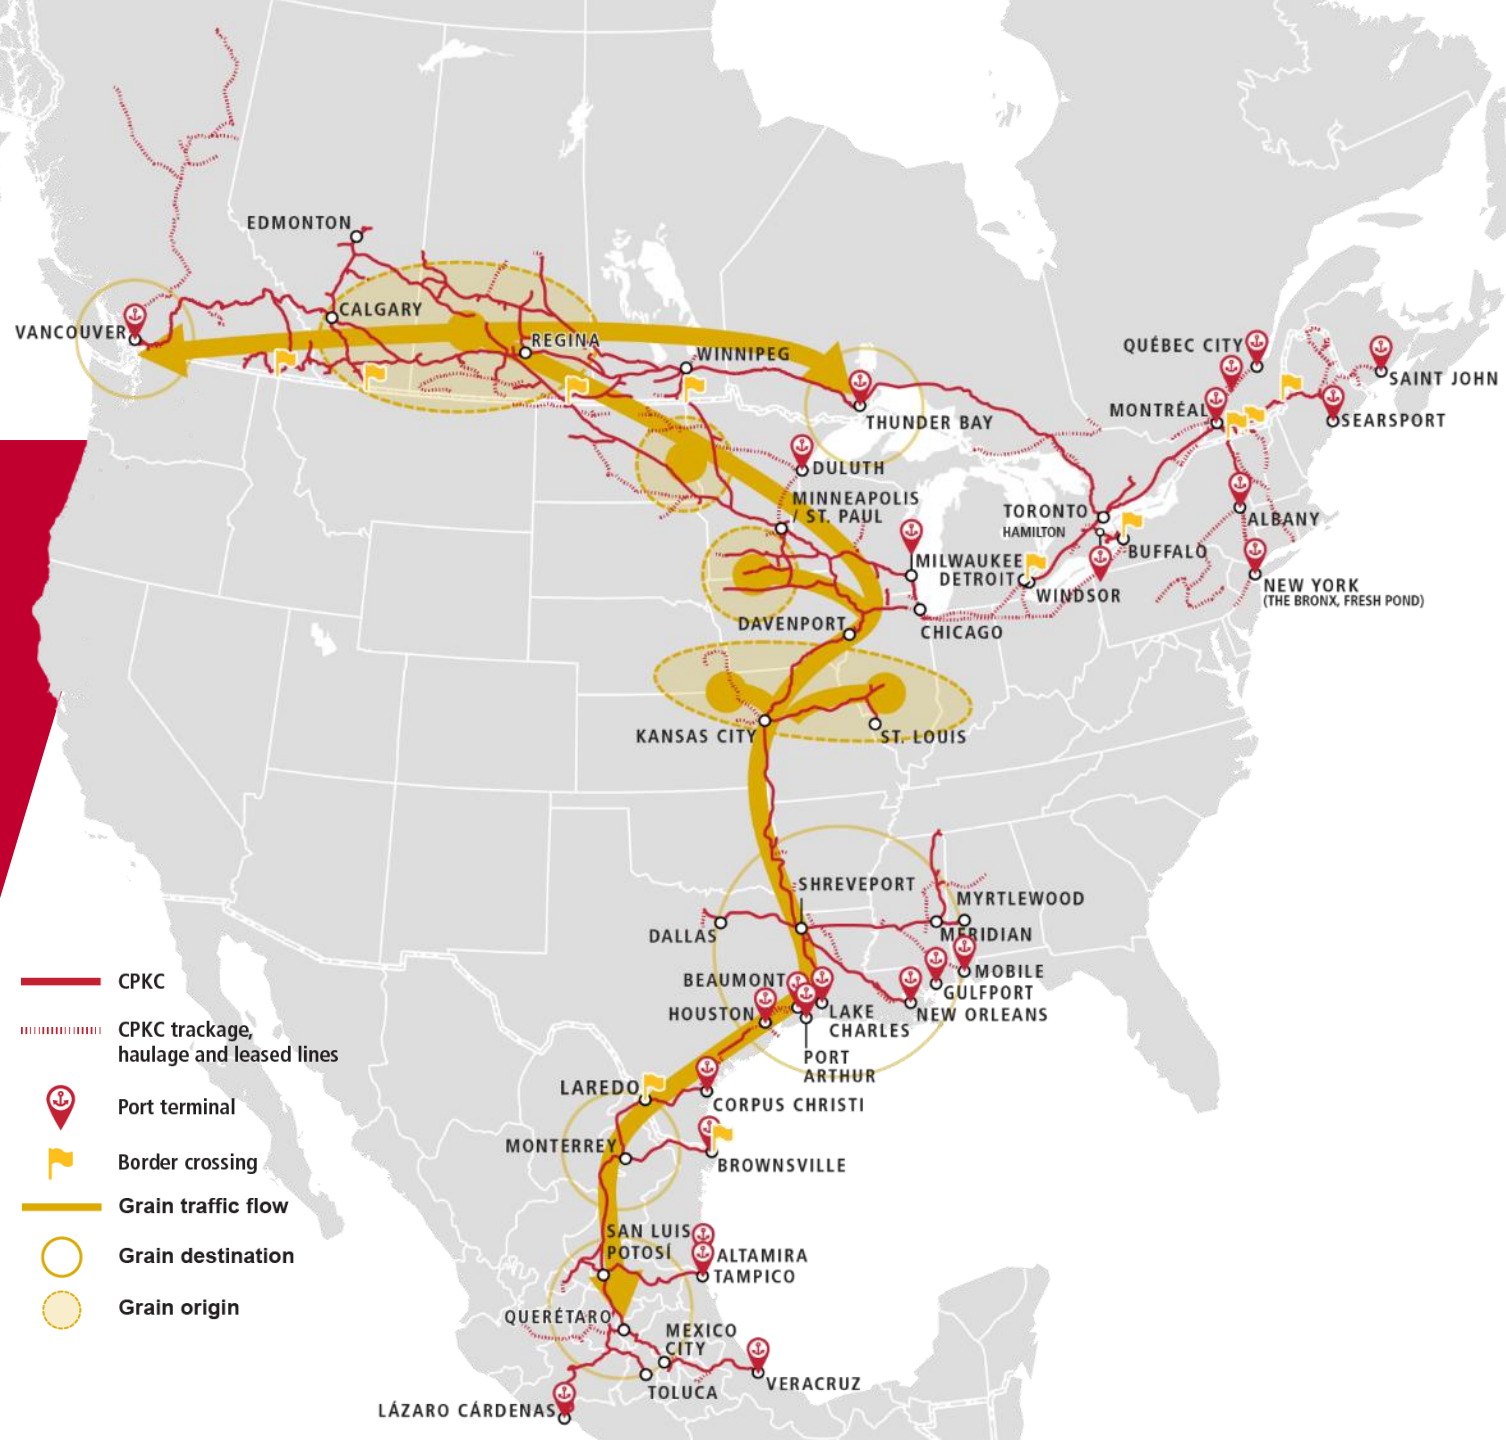 EDMONTON
CALGARY
VANCOUVER
REGINA
WINNIPEG
THUNDER BAY
QUÉBEC CITY
SAINT JOHN
MONTRÉAL
SEARSPORT
DULUTH
MINNEAPOLIS
/ ST. PAUL
TORONTO
HAMILTON
ALBANY
BUFFALO
MILWAUKEE
DETROIT
WINDSOR
NEW YORK
(THE BRONX, FRESH POND)
DAVENPORT
CHICAGO
KANSAS CITY
ST. LOUIS
SHREVEPORT
MYRTLEWOOD
DALLAS
MERIDIAN
BEAUMONT
MOBILE
GULFPORT
HOUSTON
LAKE
CHARLES
NEW ORLEANS
PORT
ARTHUR
LAREDO
CORPUS CHRISTI
MONTERREY
BROWNSVILLE
SAN LUIS
POTOSÍ
ALTAMIRA
TAMPICO
QUERÉTARO
MEXICO
CITY
TOLUCA
VERACRUZ
LÁZARO CÁRDENAS
CPKC
CPKC trackage,
haulage and leased lines
Port terminal
Border crossing
Grain traffic flow
Grain destination
Grain origin